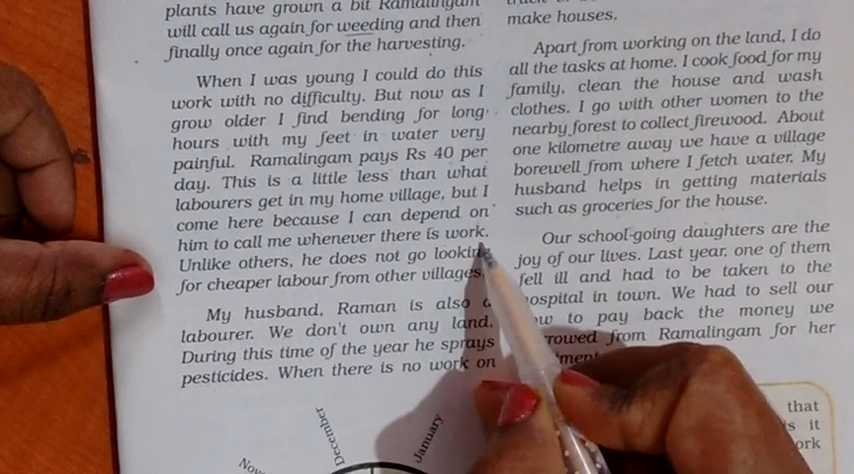 plants have grown a bit Ramalingam
will call us again for weeding and then
finally once again for the harvesting.
When I was young I could do this
work with no difficulty. But now as I
grow older I find bending for long
hours with my feet in water very
painful. Ramalingam pays Rs 40 per
day. This is a little less than what
labourers get in my home village, but I
come here because I can depend on
him to call me whenever there is work.
Unlike others, he does not go looking
for cheaper labour from other villages.
My husband, Raman is also a
labourer. We don't own any land.
During this time of the year he sprays
pesticides. When there is no work on
December
January
make houses.
Apart from working on the land, I do
all the tasks at home. I cook food for my
family, clean the house and wash
clothes. I go with other women to the
nearby forest to collect firewood. About
one kilometre away we have a village
borewell from where I fetch water. My
husband helps in getting materials
such as groceries for the house.
Our school-going daughters are the
joy of our lives. Last year, one of them
fell ill and had to be taken to the
hospital in town. We had to sell our
to pay back the money we
from Ramalingam for her
that
it